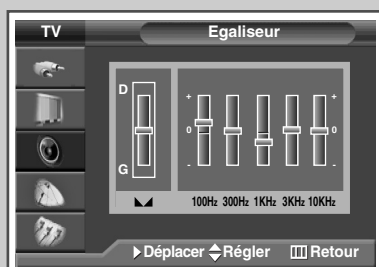 TV Egaliseur
D
+ +
0 0
- -
G
100Hz 300Hz 1KHz 3KHz 10KHz
Déplacer Régler Retour